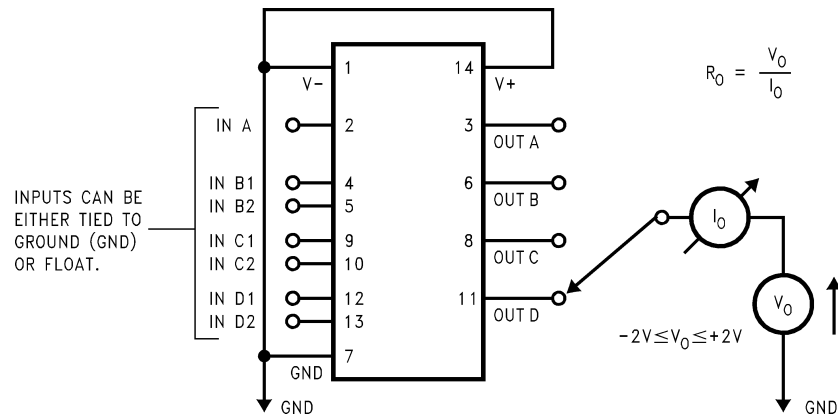 1
14
V-
V+
R_O = V_O / I_O
IN A
2
3
OUT A
IN B1
4
6
OUT B
IN B2
5
INPUTS CAN BE
EITHER TIED TO
GROUND (GND)
OR FLOAT.
IN C1
9
8
OUT C
IN C2
10
I_O
IN D1
12
11
OUT D
IN D2
13
V_O
-2V≤V_O≤+2V
7
GND
GND
GND